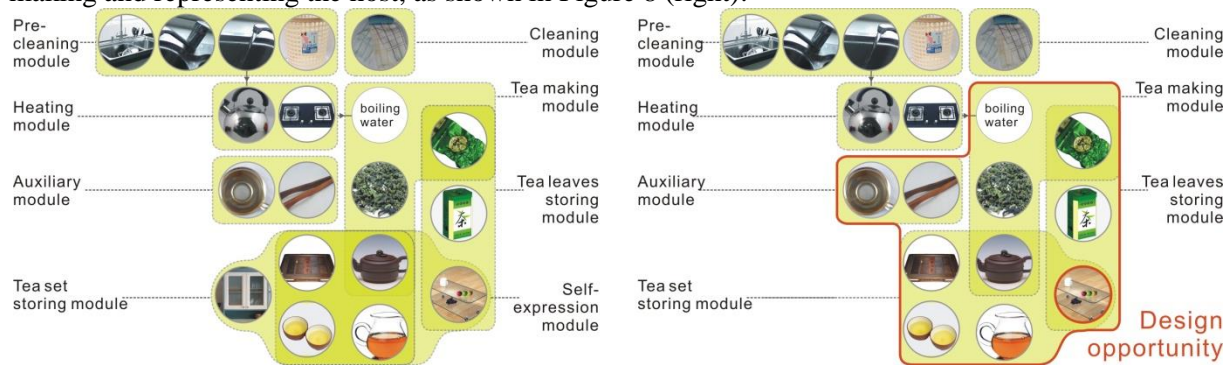 making and representing the host, as shown in Figure 8 (right).
Pre-
cleaning
module
Cleaning
module
Tea making
module
Heating
module
boiling
water
Auxiliary
module
Tea leaves
storing
module
茶
Tea set
storing module
Self-
expression
module
Pre-
cleaning
module
Cleaning
module
Tea making
module
Heating
module
boiling
water
Auxiliary
module
Tea leaves
storing
module
茶
Tea set
storing module
Design
opportunity